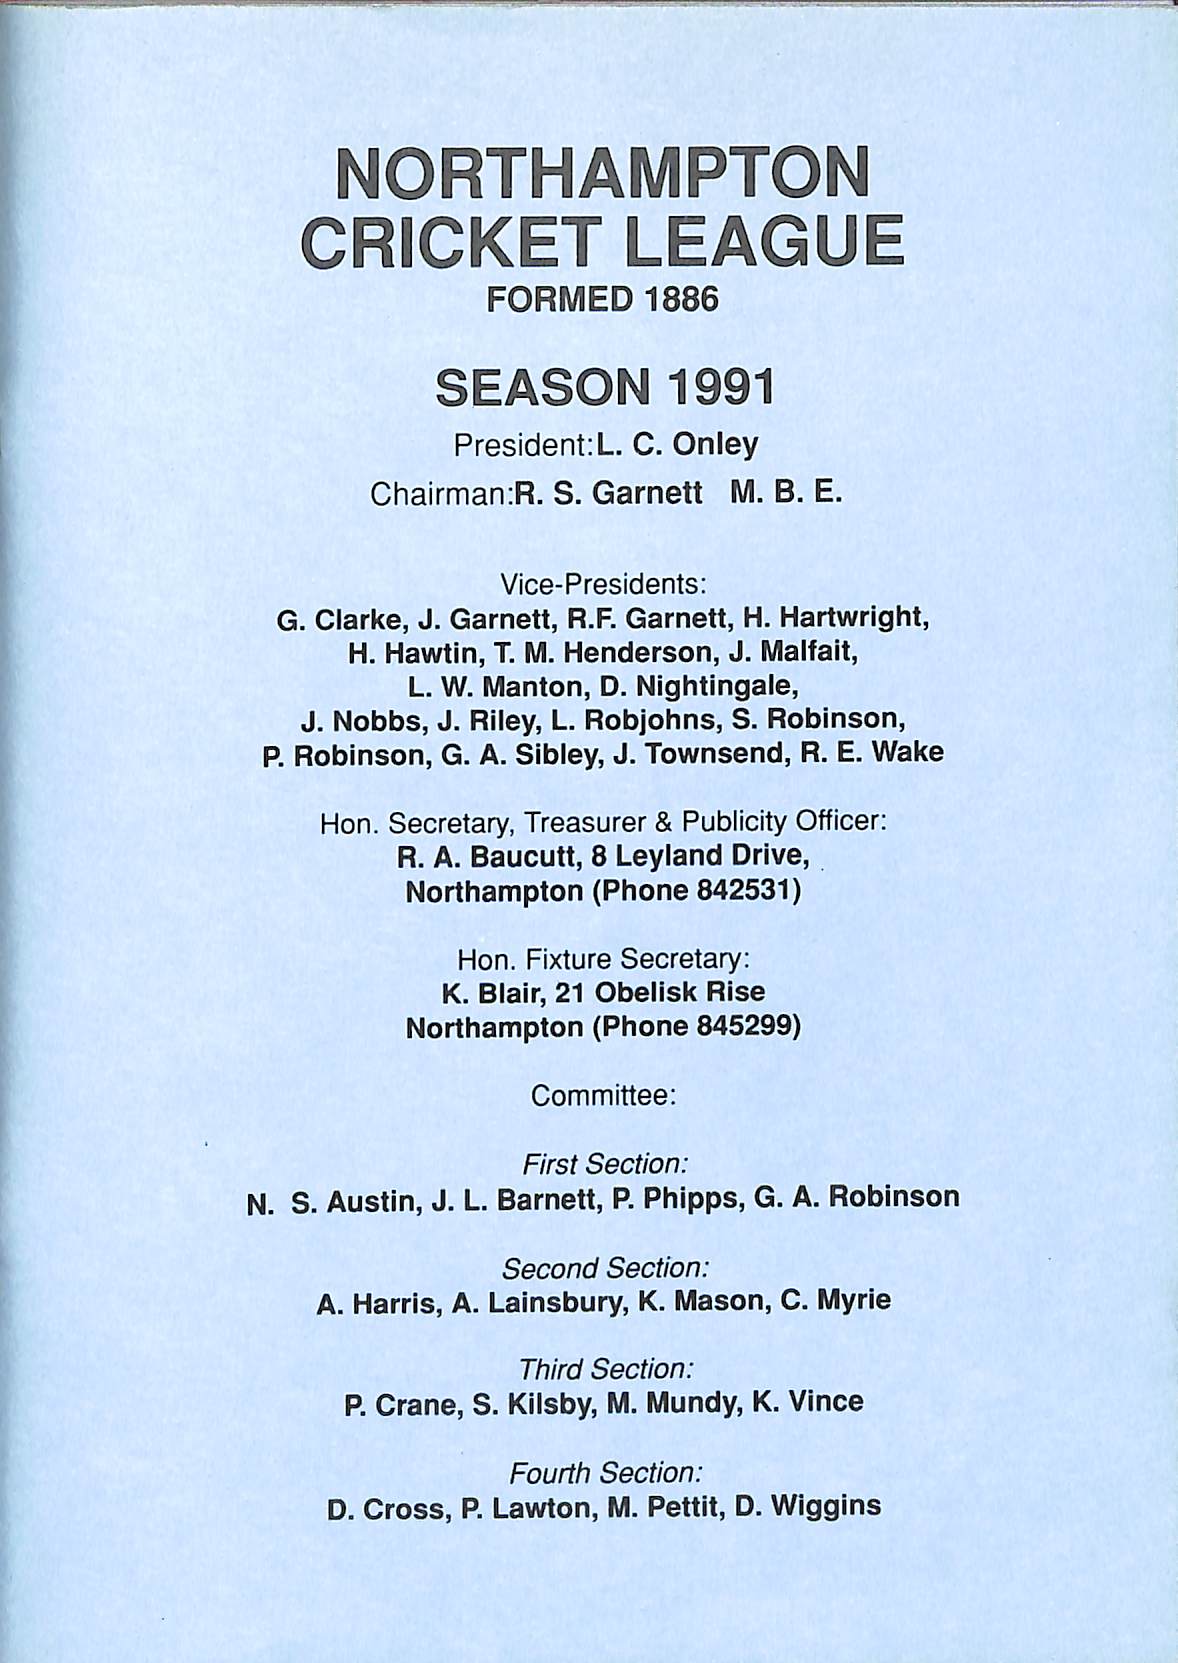 NORTHAMPTON
CRICKET LEAGUE
FORMED 1886
SEASON 1991
President:L. C. Onley
Chairman:R. S. Garnett M. B. E.
Vice-Presidents:
G. Clarke, J. Garnett, R.F. Garnett, H. Hartwright,
H. Hawtin, T. M. Henderson, J. Malfait,
L. W. Manton, D. Nightingale,
J. Nobbs, J. Riley, L. Robjohns, S. Robinson,
P. Robinson, G. A. Sibley, J. Townsend, R. E. Wake
Hon. Secretary, Treasurer & Publicity Officer:
R. A. Baucutt, 8 Leyland Drive,
Northampton (Phone 842531)
Hon. Fixture Secretary:
K. Blair, 21 Obelisk Rise
Northampton (Phone 845299)
Committee:
First Section:
N. S. Austin, J. L. Barnett, P. Phipps, G. A. Robinson
Second Section:
A. Harris, A. Lainsbury, K. Mason, C. Myrie
Third Section:
P. Crane, S. Kilsby, M. Mundy, K. Vince
Fourth Section:
D. Cross, P. Lawton, M. Pettit, D. Wiggins